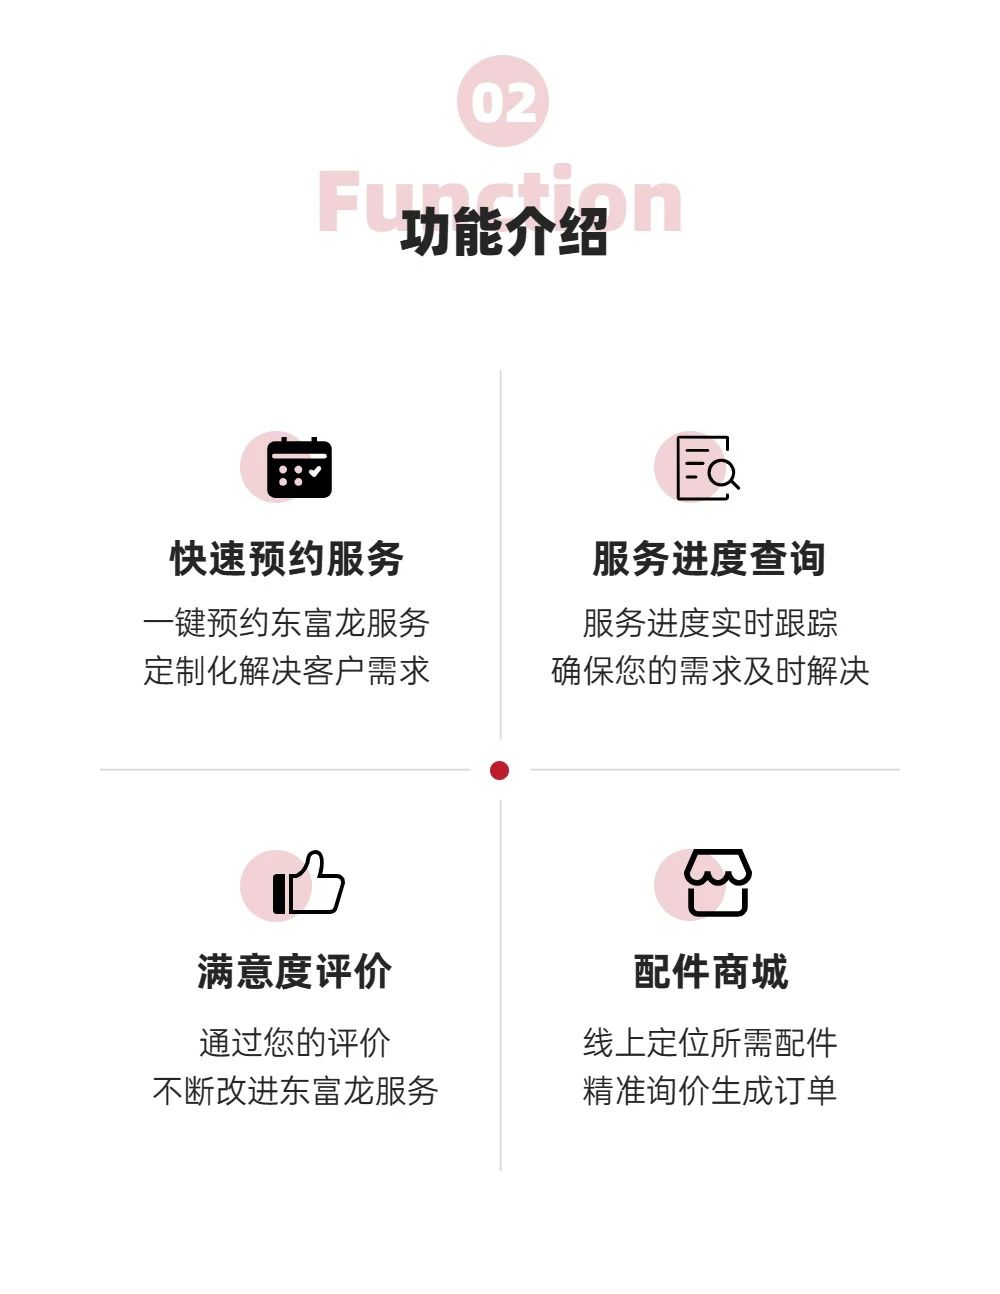 02
Function
功能介绍
快速预约服务
一键预约东富龙服务
定制化解决客户需求
服务进度查询
服务进度实时跟踪
确保您的需求及时解决
满意度评价
通过您的评价
不断改进东富龙服务
配件商城
线上定位所需配件
精准询价生成订单